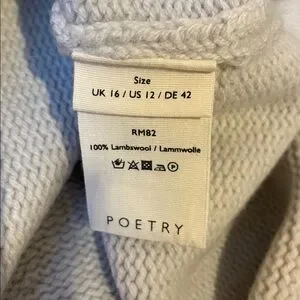 Size
UK 16 / US 12 / DE 42
RM82
100% Lambswool / Lammwolle
POETRY